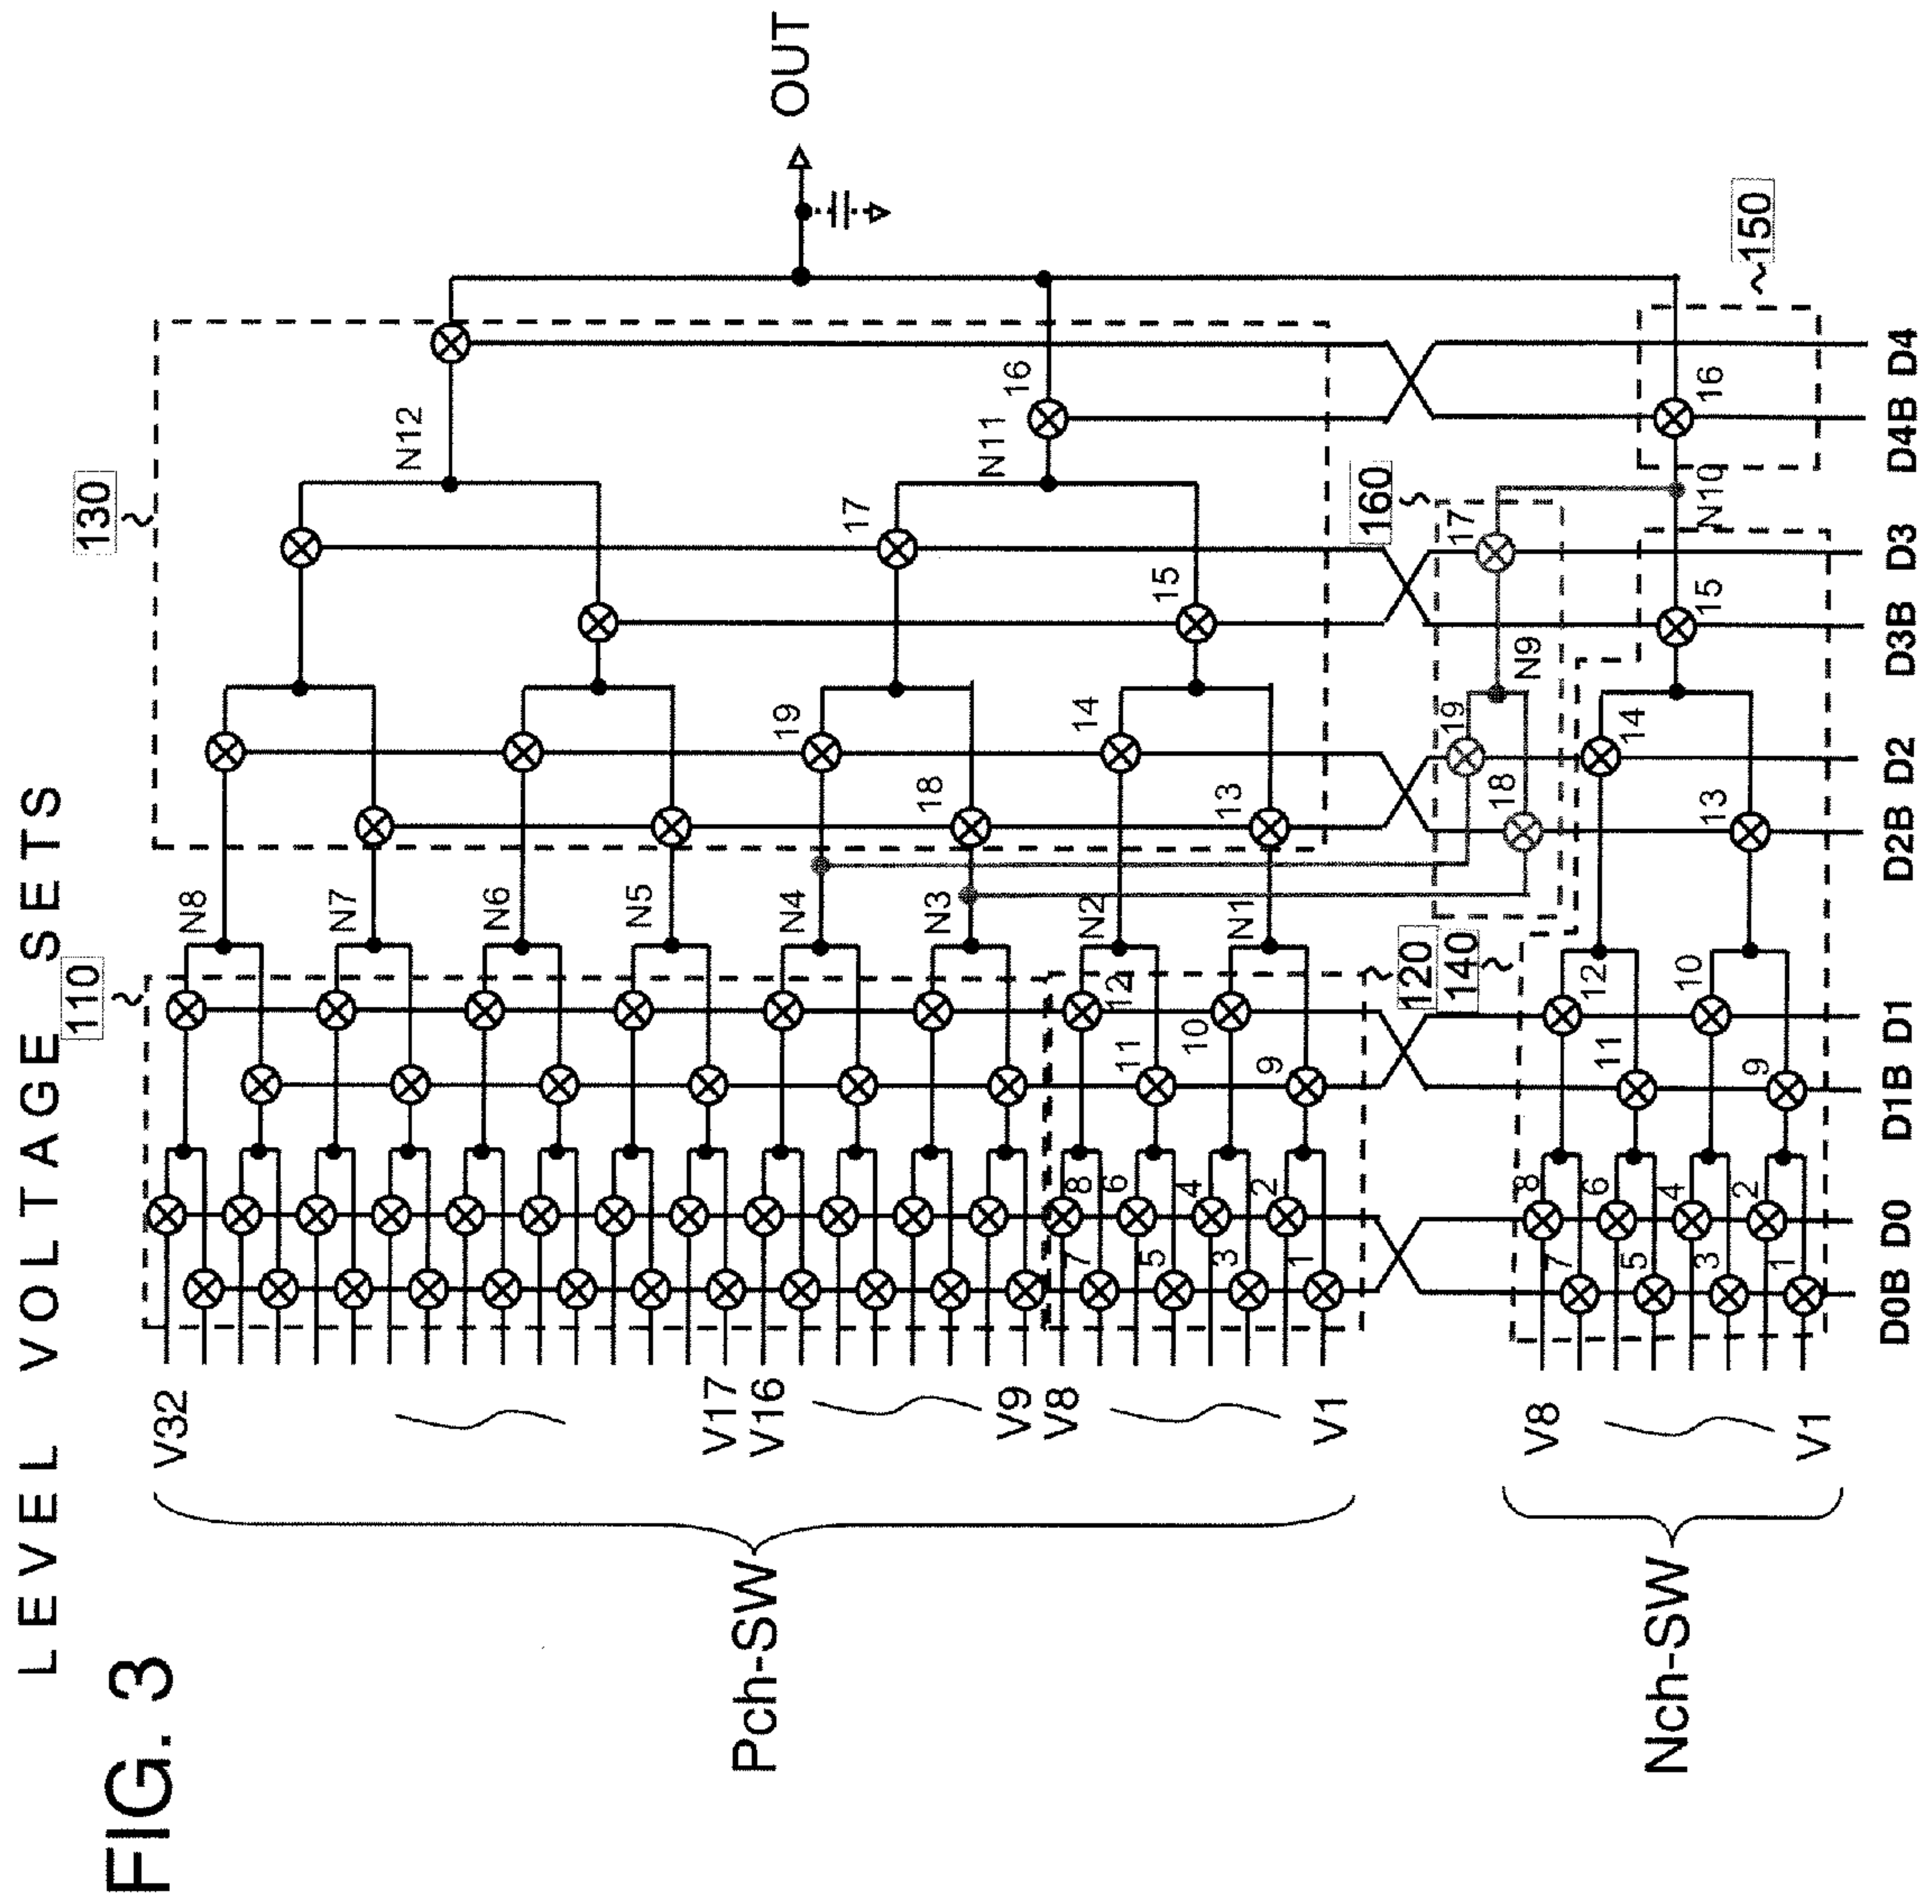 FIG. 3
LEVEL VOLTAGE SETS
Pch-SW
Nch-SW
V32
V17
V16
V9
V8
V1
V8
V1
110
120
130
140
150
160
N8
N7
N6
N5
N4
N3
N2
N1
N12
N11
N9
N10
OUT
8
7
6
5
4
3
2
1
12
11
10
9
19
18
14
13
17
15
16
8
7
6
5
4
3
2
1
12
11
10
9
19
18
14
13
17
15
16
D0B D0
D1B D1
D2B D2
D3B D3
D4B D4